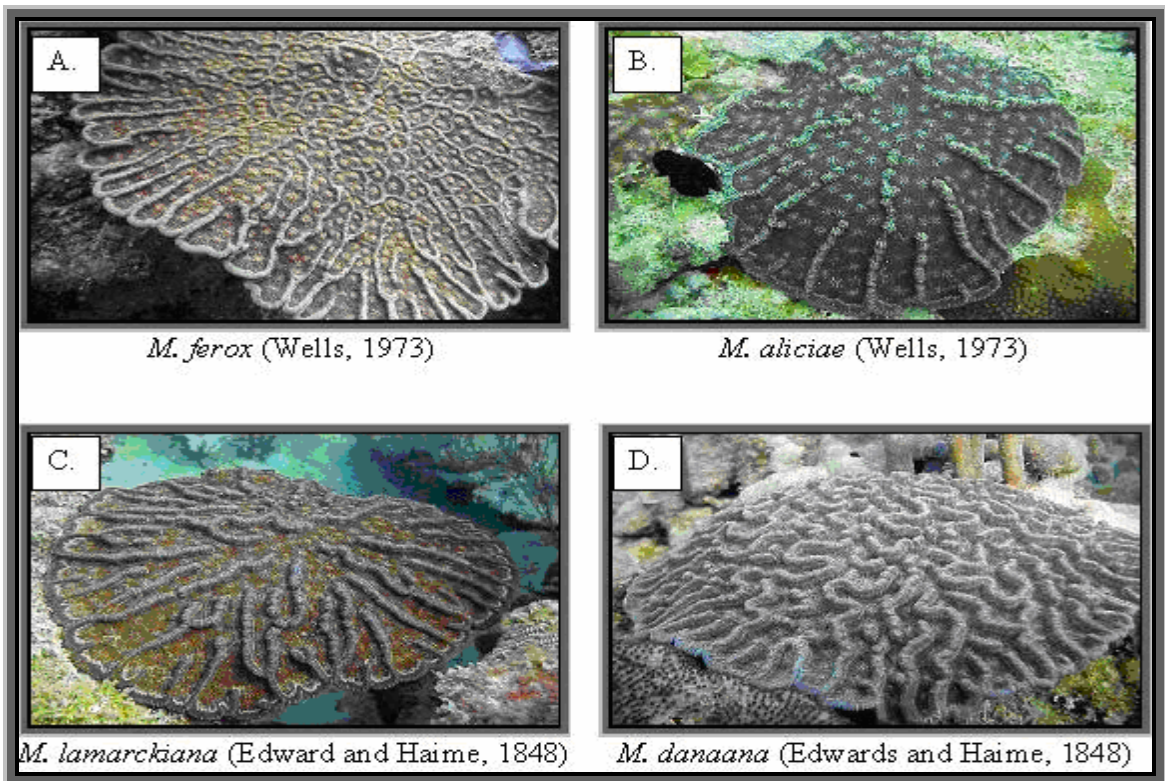 A.
B.
M. ferox (Wells, 1973)
M. aliciae (Wells, 1973)
C.
D.
M. lamarckiana (Edward and Haime, 1848)
M. danaana (Edwards and Haime, 1848)